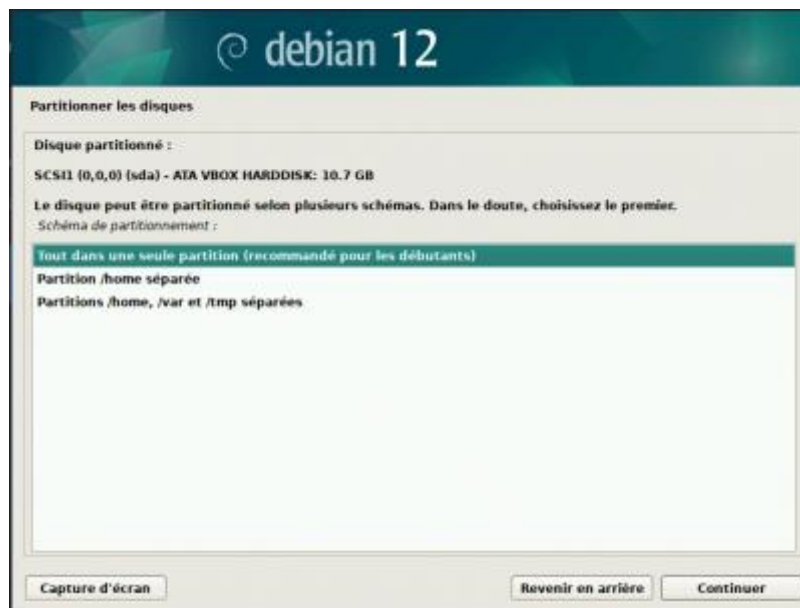 debian 12
Partitionner les disques
Disque partitionné :
SCSI1 (0,0,0) (sda) - ATA VBOX HARDDISK: 10.7 GB
Le disque peut être partitionné selon plusieurs schémas. Dans le doute, choisissez le premier.
Schéma de partitionnement :
Tout dans une seule partition (recommandé pour les débutants)
Partition /home séparée
Partitions /home, /var et /tmp séparées
Capture d'écran
Revenir en arrière
Continuer